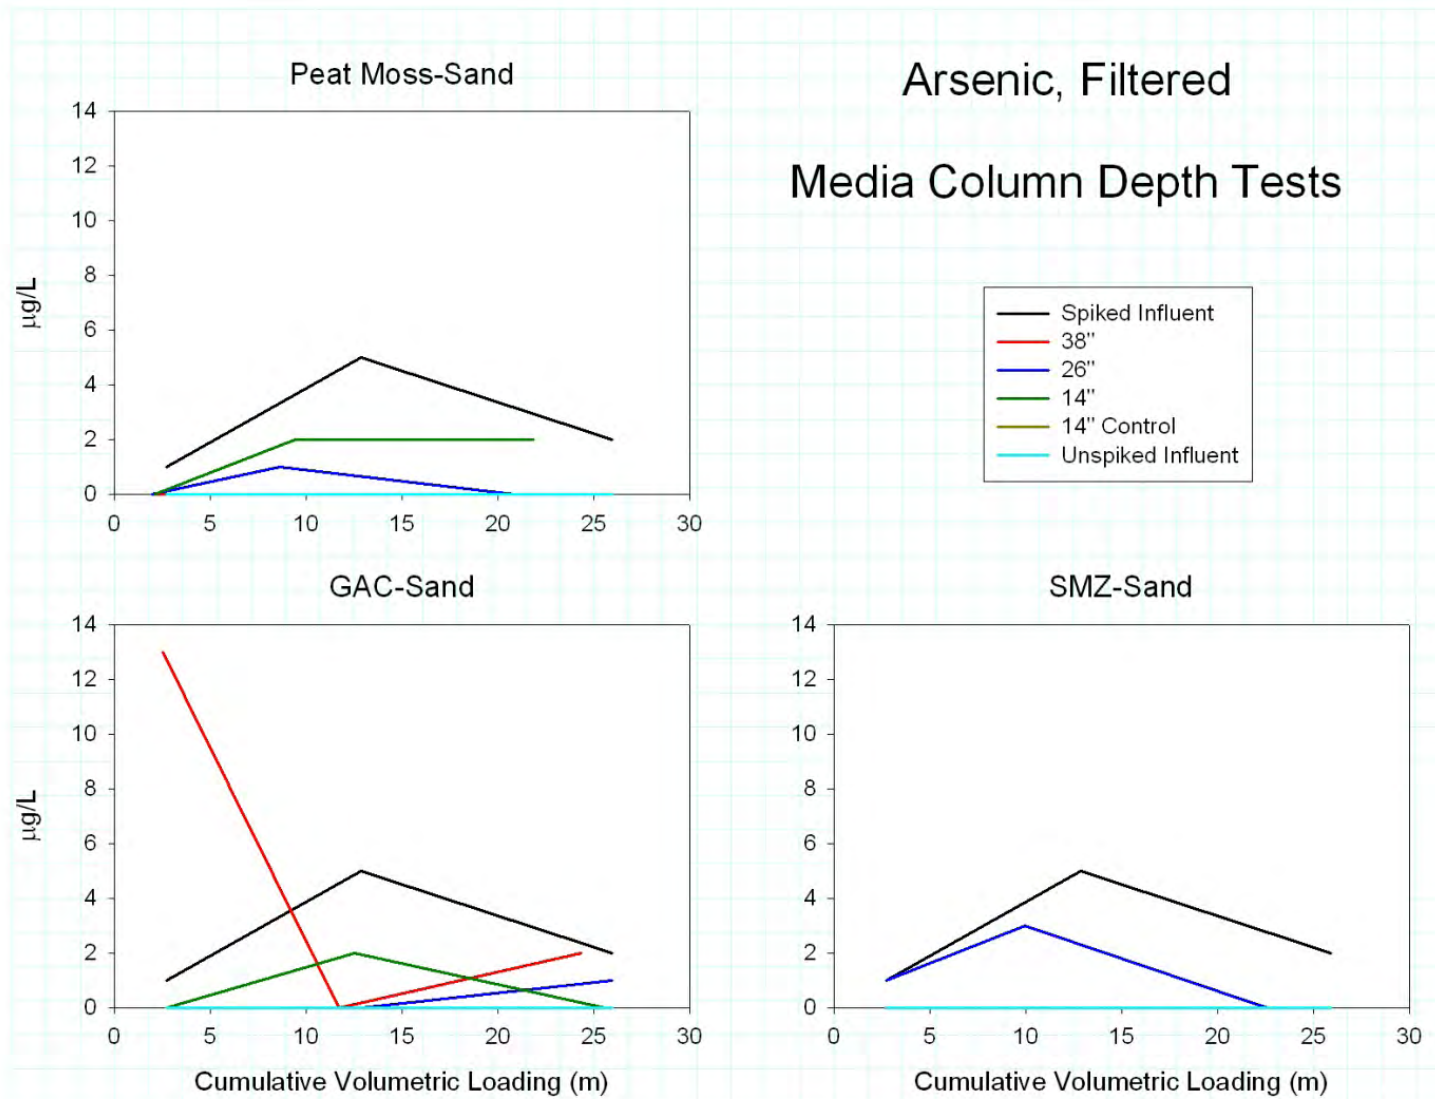 Peat Moss-Sand
Arsenic, Filtered
Media Column Depth Tests
14
12
10
8
6
4
2
0
µg/L
0 5 10 15 20 25 30
Spiked Influent
38"
26"
14"
14" Control
Unspiked Influent
GAC-Sand
14
12
10
8
6
4
2
0
µg/L
0 5 10 15 20 25 30
Cumulative Volumetric Loading (m)
SMZ-Sand
14
12
10
8
6
4
2
0
0 5 10 15 20 25 30
Cumulative Volumetric Loading (m)